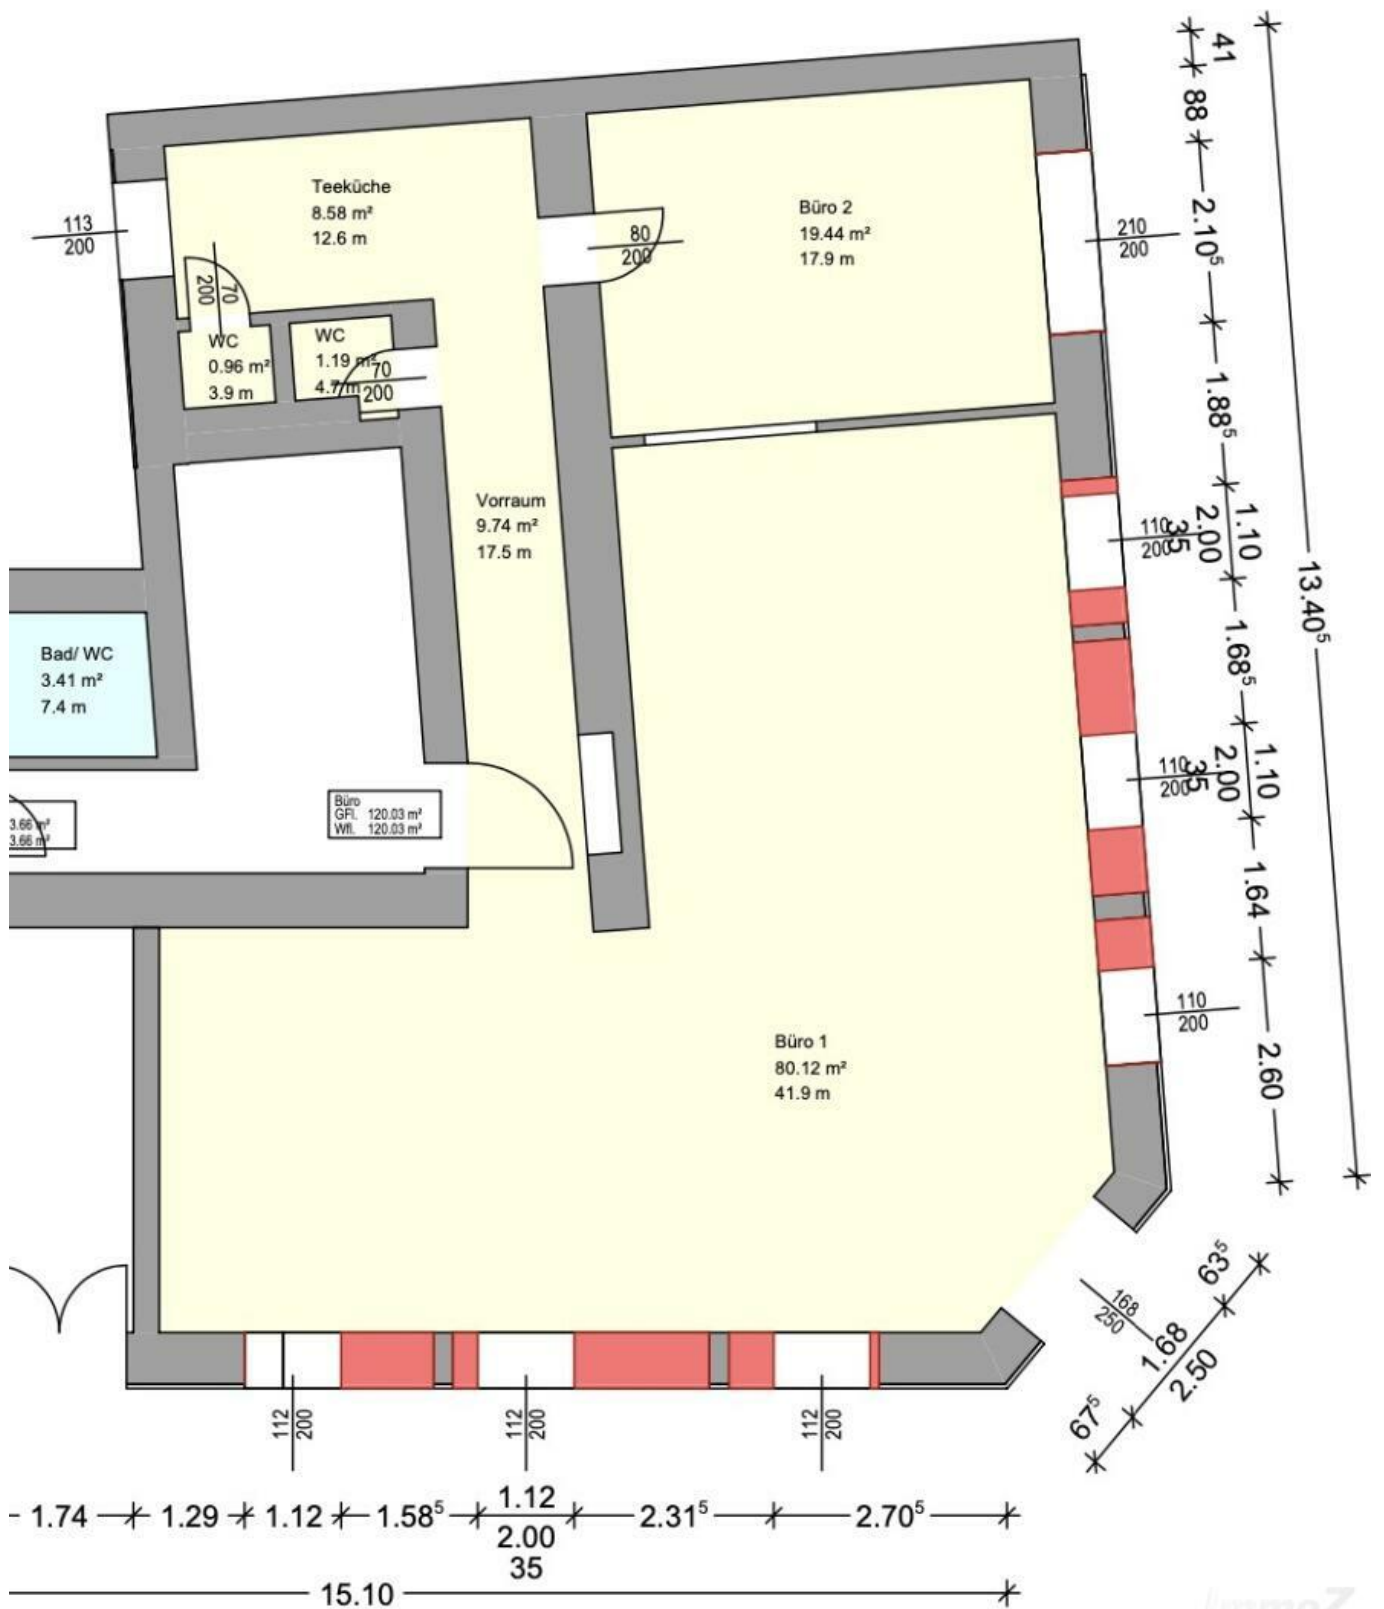 41
88
2.10⁵
1.88⁵
1.10
2.00
35
1.68⁵
1.10
2.00
35
1.64
2.60
13.40⁵
Teeküche
8.58 m²
12.6 m
113
200
80
200
Büro 2
19.44 m²
17.9 m
210
200
70
200
WC
0.96 m²
3.9 m
WC
1.19 m²
4.7 m
70
200
Vorraum
9.74 m²
17.5 m
110
200
Bad/ WC
3.41 m²
7.4 m
110
200
Büro
GFl. 120.03 m²
Wfl. 120.03 m²
3.66 m²
3.66 m²
110
200
Büro 1
80.12 m²
41.9 m
63⁵
168
250
1.68
2.50
67⁵
112
200
112
200
112
200
1.74
1.29
1.12
1.58⁵
1.12
2.00
35
2.31⁵
2.70⁵
15.10